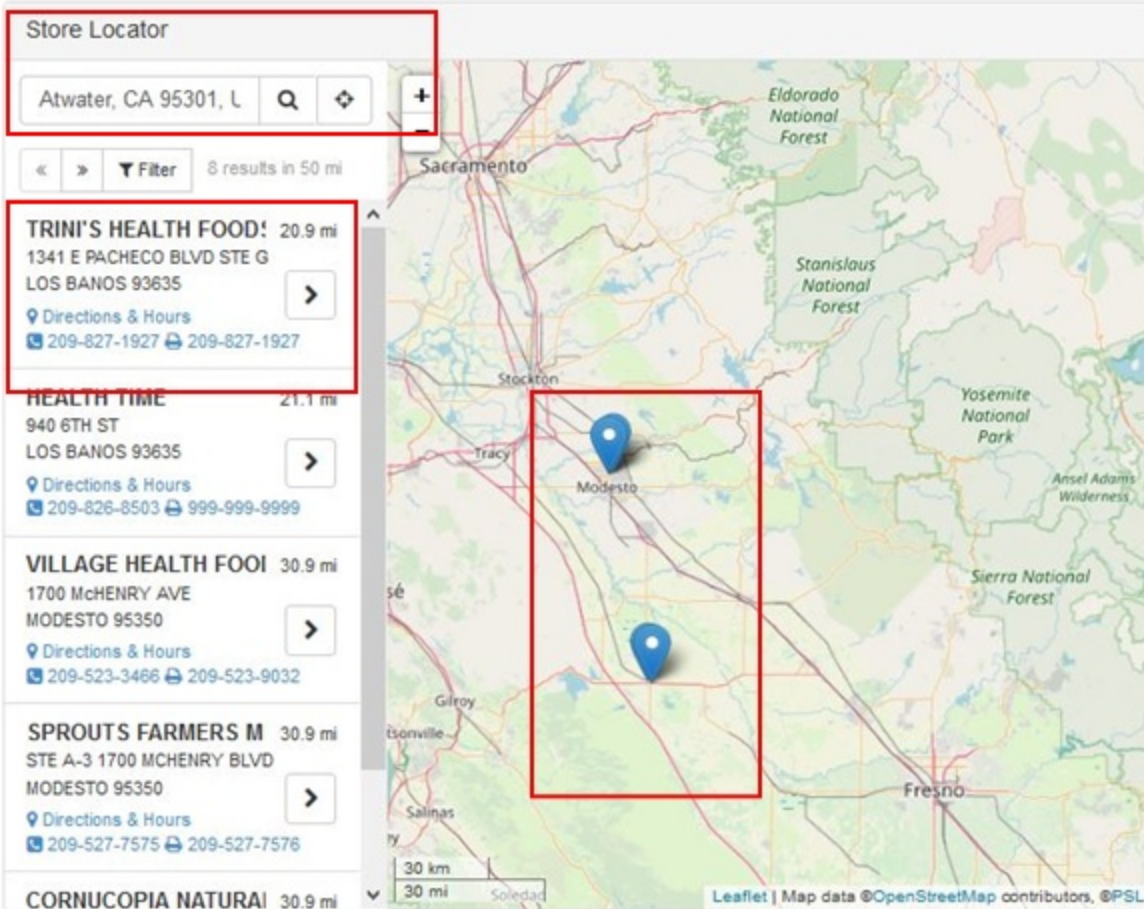 Store Locator
Atwater, CA 95301, U
« » Filter 8 results in 50 mi
TRINI'S HEALTH FOODS 20.9 mi
1341 E PACHECO BLVD STE G
LOS BANOS 93635
Directions & Hours
209-827-1927 209-827-1927
HEALTH TIME 21.1 mi
940 6TH ST
LOS BANOS 93635
Directions & Hours
209-826-8503 999-999-9999
VILLAGE HEALTH FOOI 30.9 mi
1700 McHENRY AVE
MODESTO 95350
Directions & Hours
209-523-3466 209-523-9032
SPROUTS FARMERS M 30.9 mi
STE A-3 1700 MCHENRY BLVD
MODESTO 95350
Directions & Hours
209-527-7575 209-527-7576
CORNUCOPIA NATURAI 30.9 mi
+
−
Eldorado
National
Forest
Sacramento
Stanislaus
National
Forest
Stockton
Yosemite
National
Park
Tracy
Modesto
Ansel Adams
Wilderness
Sierra National
Forest
sé
Gilroy
tsonville
Fresno
Salinas
ey
30 km
30 mi
Soledad
Leaflet | Map data ©OpenStreetMap contributors, ©PSL